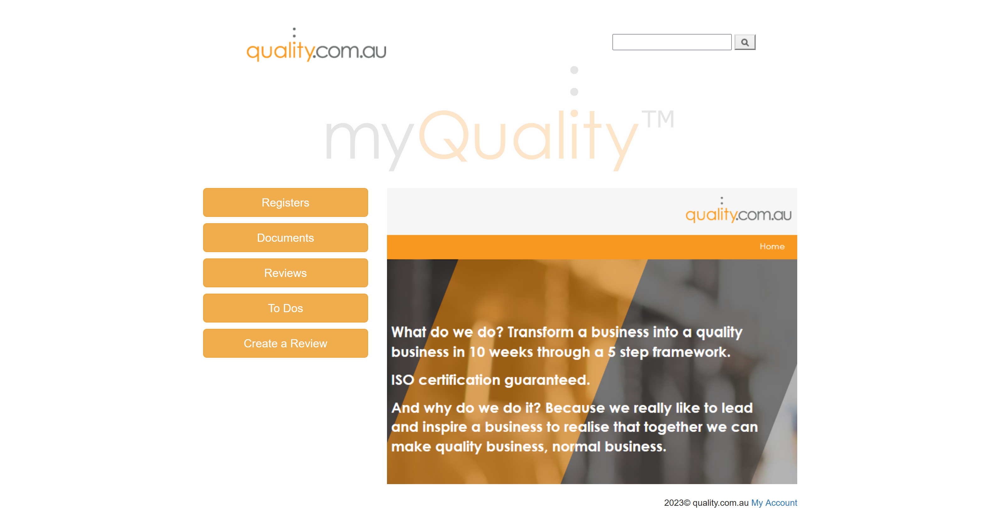 quality.com.au
myQuality™
Registers
Documents
Reviews
To Dos
Create a Review
quality.com.au
Home
What do we do? Transform a business into a quality
business in 10 weeks through a 5 step framework.
ISO certification guaranteed.
And why do we do it? Because we really like to lead
and inspire a business to realise that together we can
make quality business, normal business.
2023© quality.com.au My Account